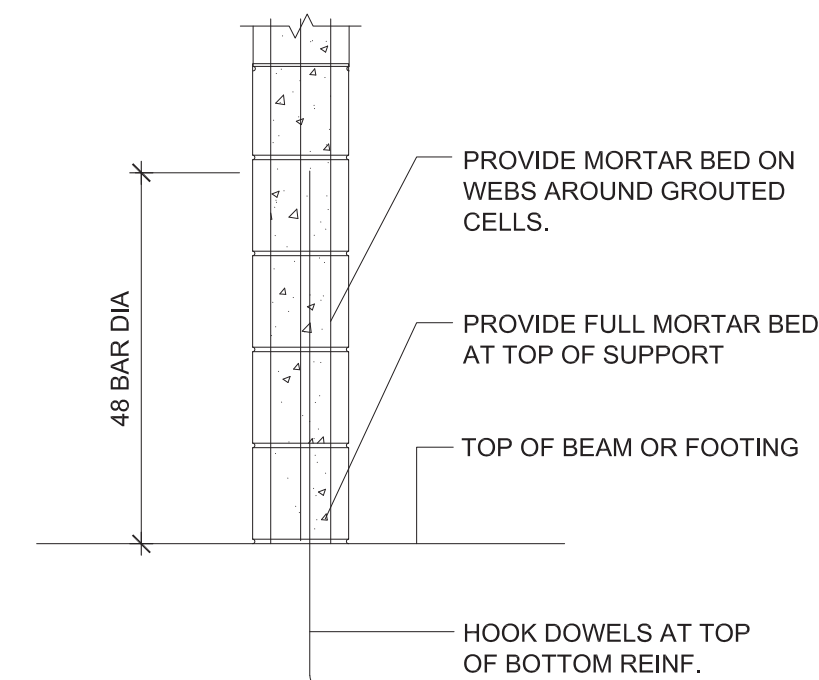 PROVIDE MORTAR BED ON
WEBS AROUND GROUTED
CELLS.
48 BAR DIA
PROVIDE FULL MORTAR BED
AT TOP OF SUPPORT
TOP OF BEAM OR FOOTING
HOOK DOWELS AT TOP
OF BOTTOM REINF.